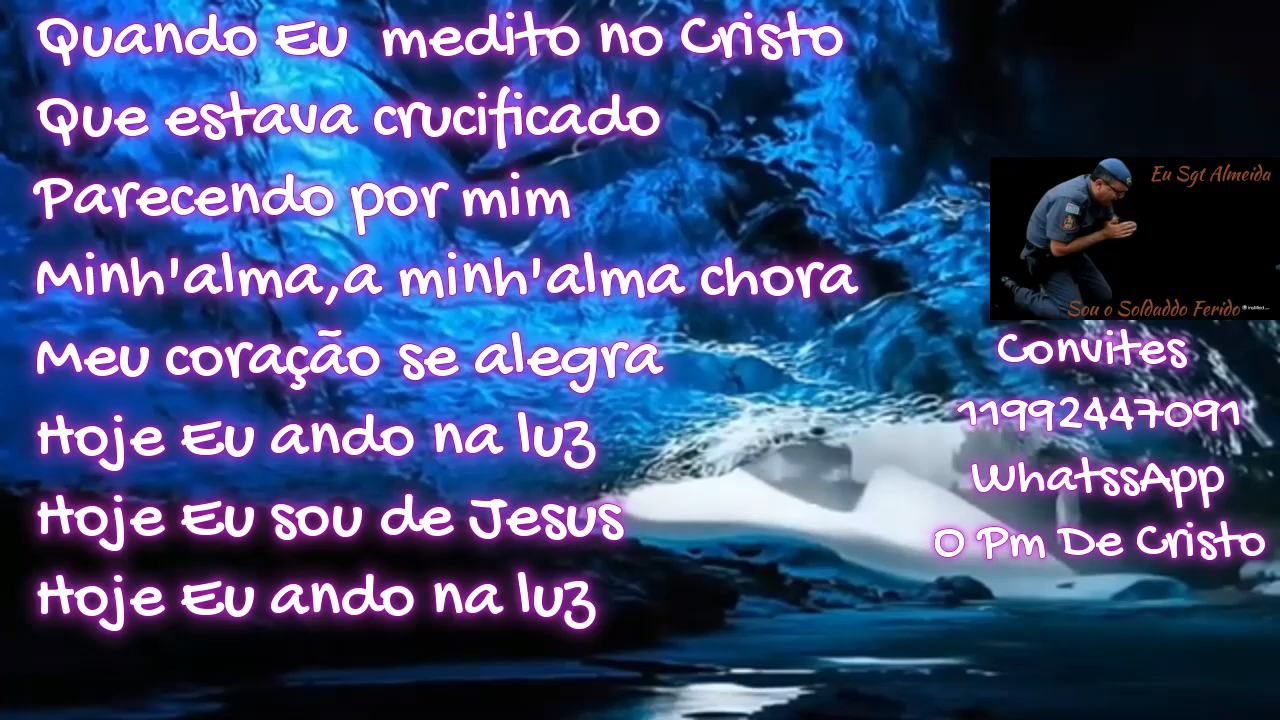 Quando Eu medito no Cristo
Que estava crucificado
Parecendo por mim
Minh'alma,a minh'alma chora
Meu coração se alegra
Hoje Eu ando na luz
Hoje Eu sou de Jesus
Hoje Eu ando na luz
Eu Sgt Almeida
Sou o Soldaddo Ferido
Convites
11992447091
WhatssApp
O Pm De Cristo